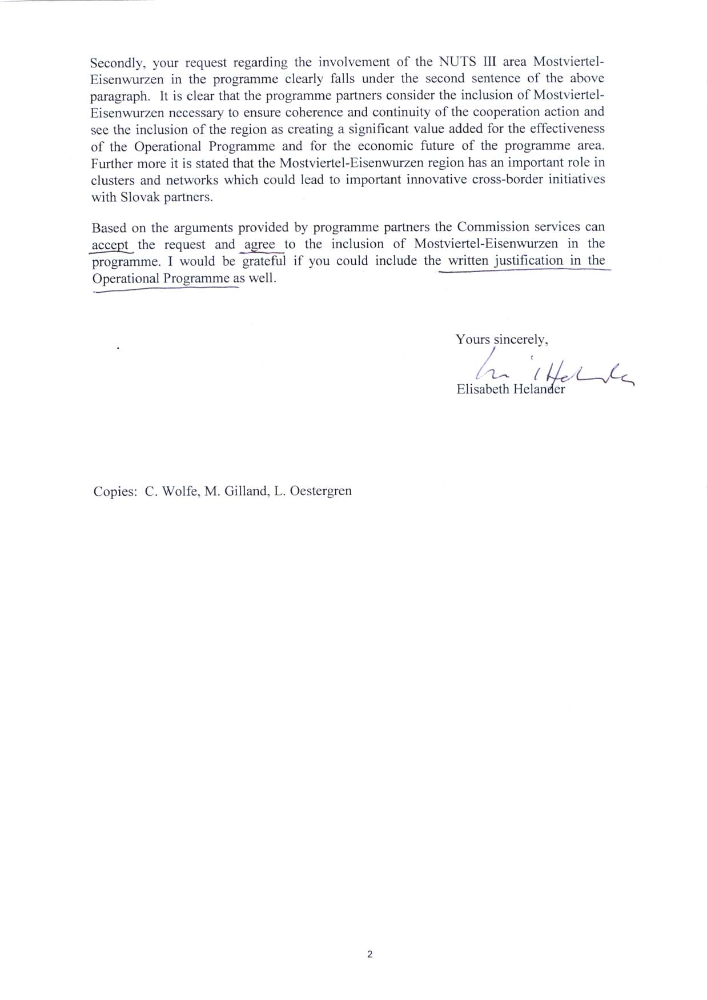 Secondly, your request regarding the involvement of the NUTS III area Mostviertel-
Eisenwurzen in the programme clearly falls under the second sentence of the above
paragraph. It is clear that the programme partners consider the inclusion of Mostviertel-
Eisenwurzen necessary to ensure coherence and continuity of the cooperation action and
see the inclusion of the region as creating a significant value added for the effectiveness
of the Operational Programme and for the economic future of the programme area.
Further more it is stated that the Mostviertel-Eisenwurzen region has an important role in
clusters and networks which could lead to important innovative cross-border initiatives
with Slovak partners.
Based on the arguments provided by programme partners the Commission services can
accept the request and agree to the inclusion of Mostviertel-Eisenwurzen in the
programme. I would be grateful if you could include the written justification in the
Operational Programme as well.
Yours sincerely,
Elisabeth Helander
Copies: C. Wolfe, M. Gilland, L. Oestergren
2